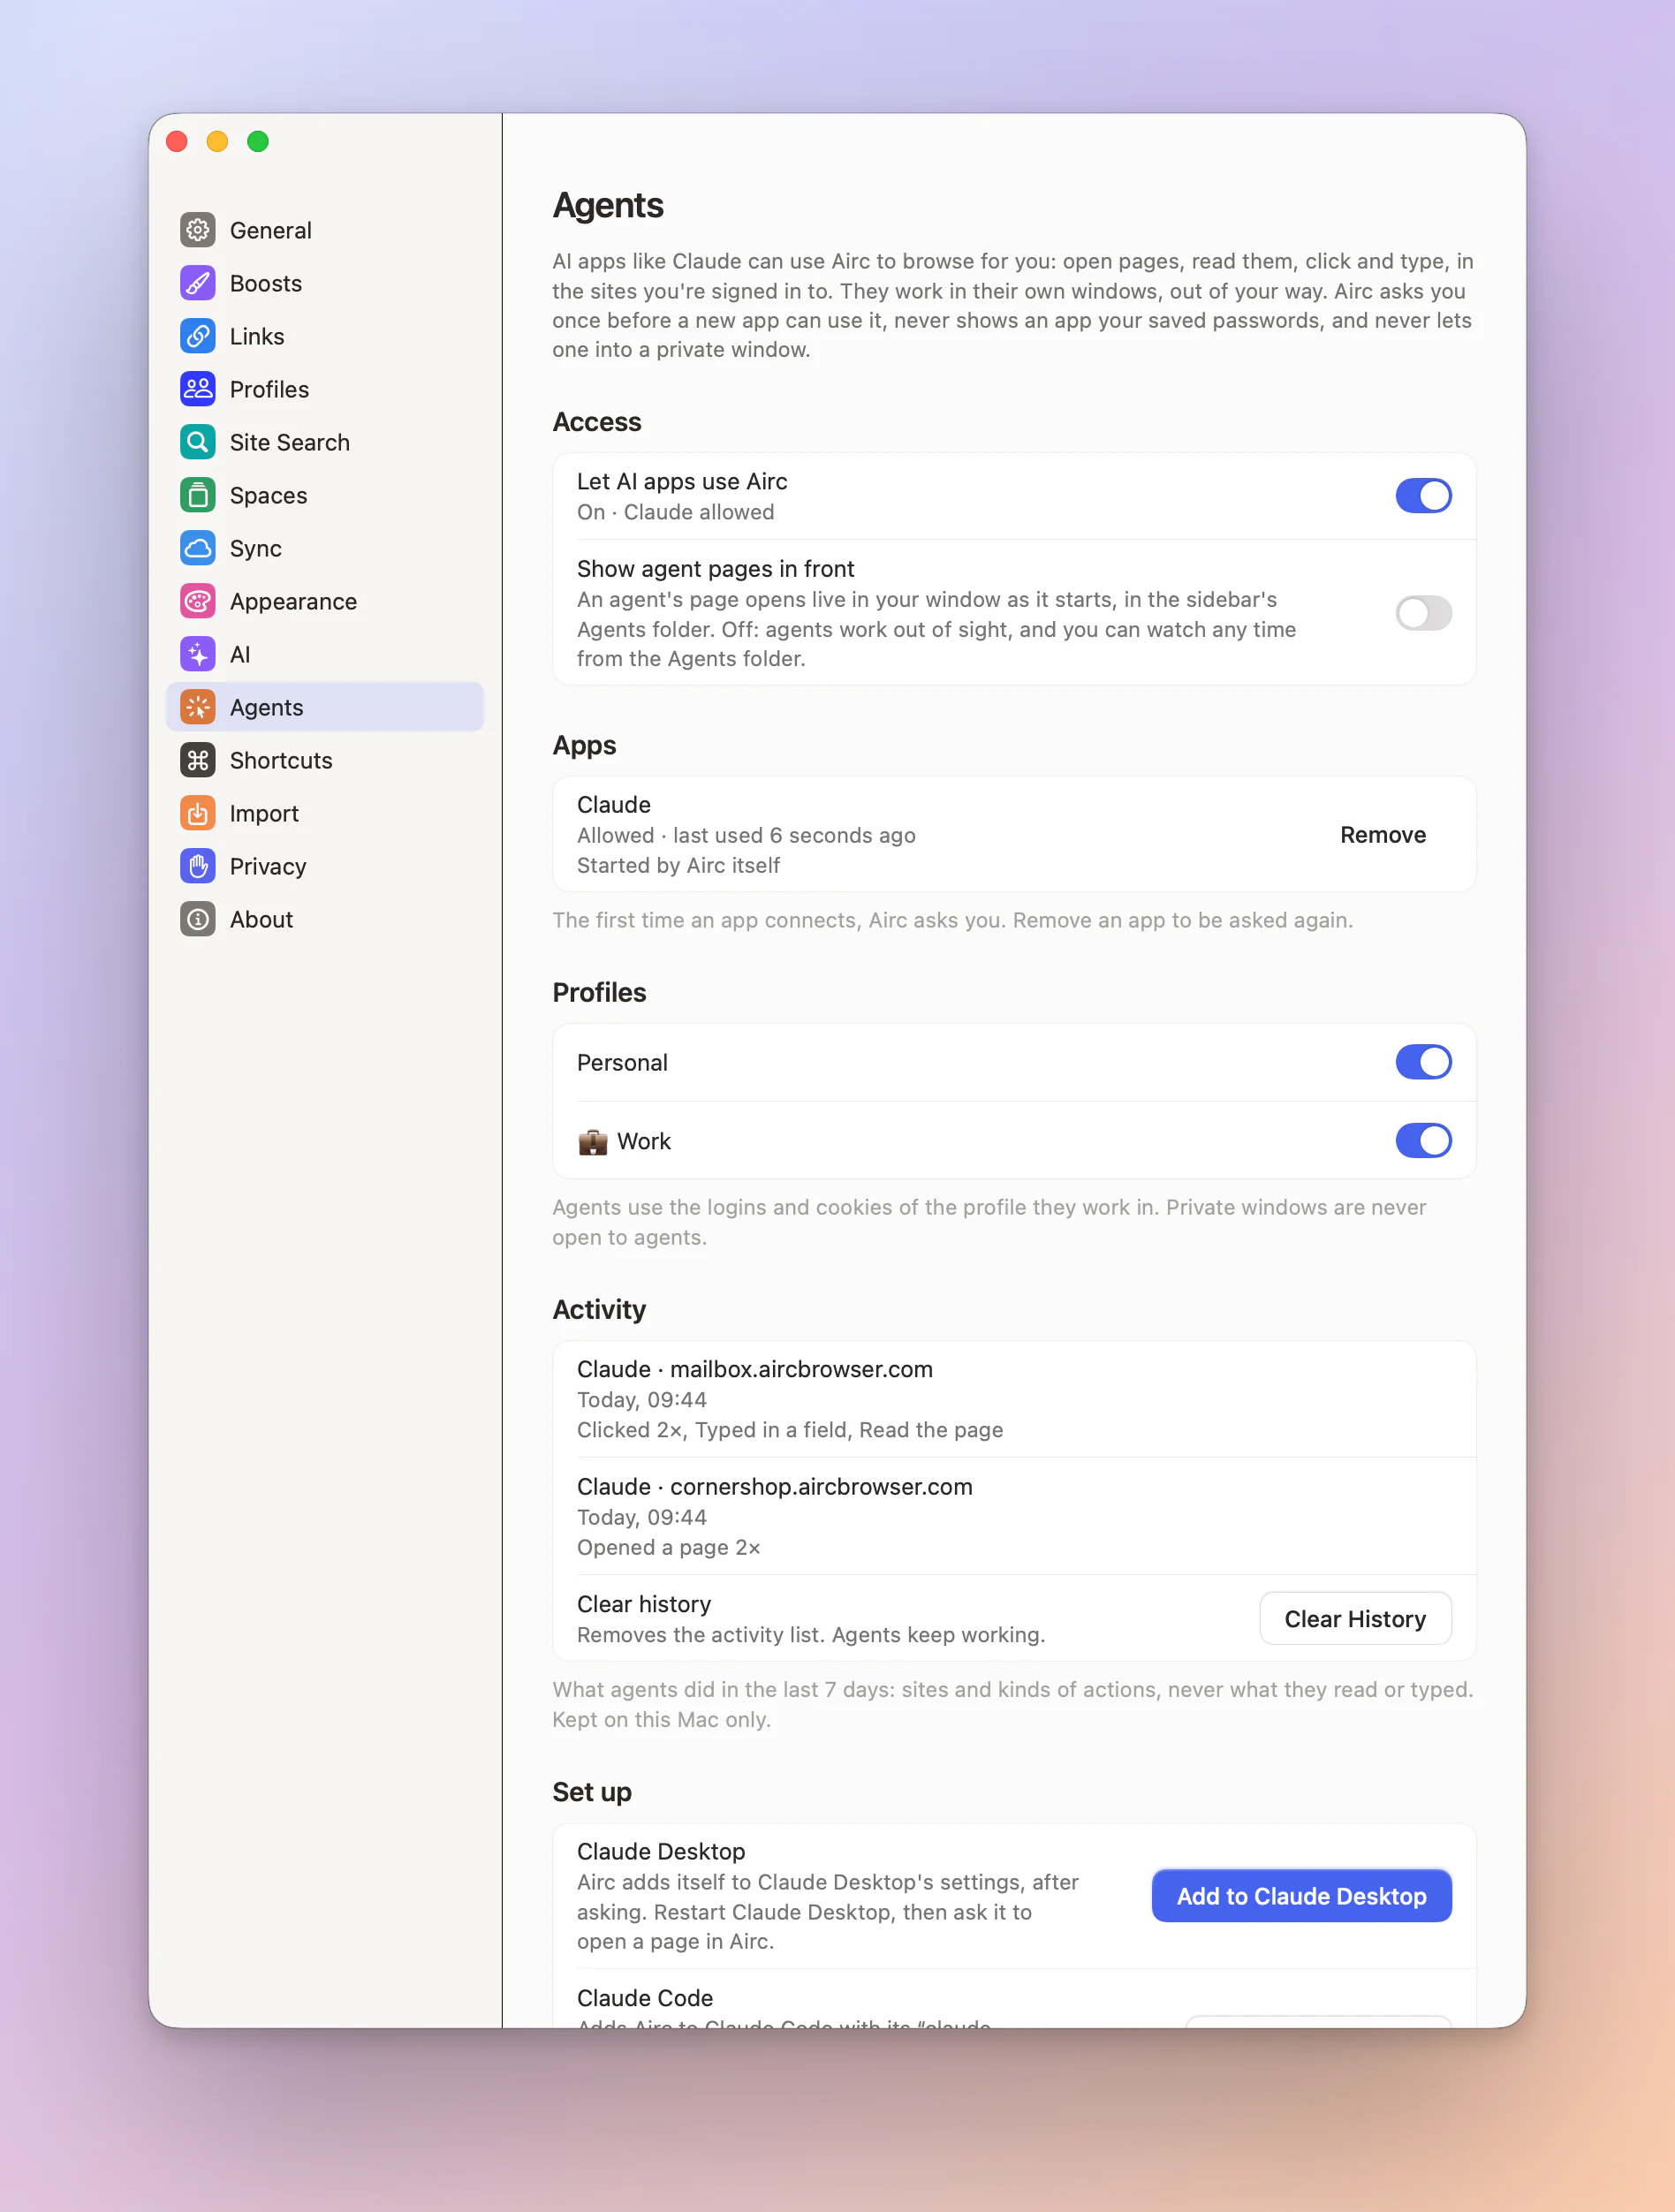 General
Boosts
Links
Profiles
Site Search
Spaces
Sync
Appearance
AI
Agents
Shortcuts
Import
Privacy
About
Agents
AI apps like Claude can use Airc to browse for you: open pages, read them, click and type, in
the sites you're signed in to. They work in their own windows, out of your way. Airc asks you
once before a new app can use it, never shows an app your saved passwords, and never lets
one into a private window.
Access
Let AI apps use Airc
On · Claude allowed
Show agent pages in front
An agent's page opens live in your window as it starts, in the sidebar's
Agents folder. Off: agents work out of sight, and you can watch any time
from the Agents folder.
Apps
Claude
Allowed · last used 6 seconds ago
Started by Airc itself
Remove
The first time an app connects, Airc asks you. Remove an app to be asked again.
Profiles
Personal
Work
Agents use the logins and cookies of the profile they work in. Private windows are never
open to agents.
Activity
Claude · mailbox.aircbrowser.com
Today, 09:44
Clicked 2×, Typed in a field, Read the page
Claude · cornershop.aircbrowser.com
Today, 09:44
Opened a page 2×
Clear history
Removes the activity list. Agents keep working.
Clear History
What agents did in the last 7 days: sites and kinds of actions, never what they read or typed.
Kept on this Mac only.
Set up
Claude Desktop
Airc adds itself to Claude Desktop's settings, after
asking. Restart Claude Desktop, then ask it to
open a page in Airc.
Add to Claude Desktop
Claude Code
Adds Airc to Claude Code with its “claude